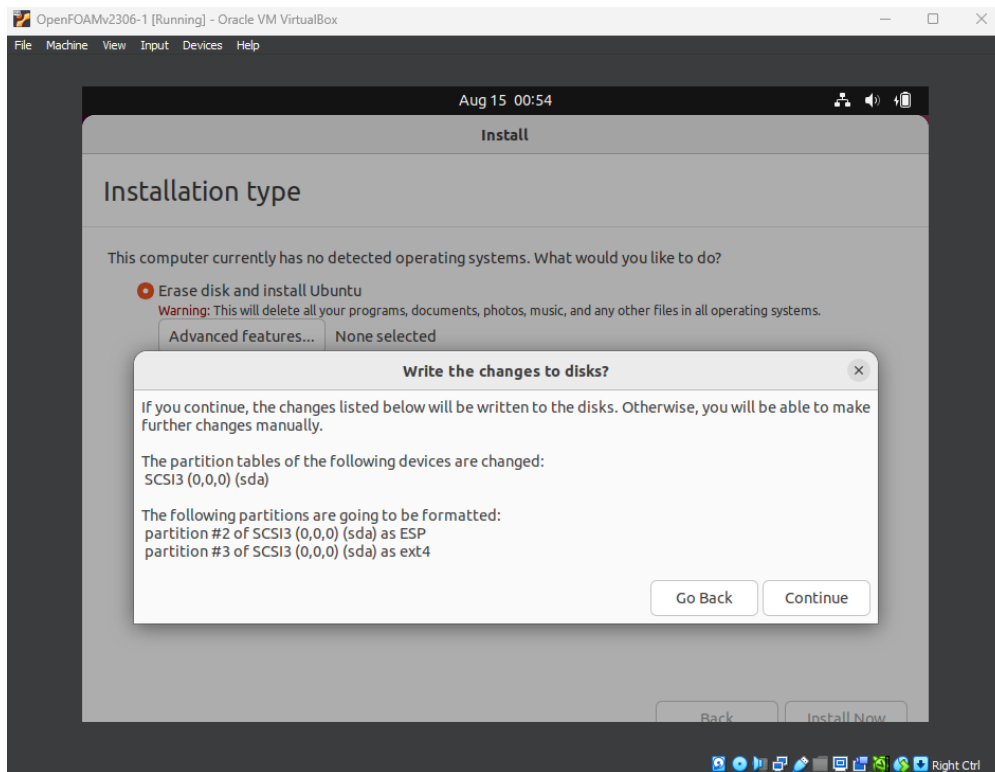 OpenFOAMv2306-1 [Running] - Oracle VM VirtualBox
File Machine View Input Devices Help
Aug 15 00:54
Install
Installation type
This computer currently has no detected operating systems. What would you like to do?
Erase disk and install Ubuntu
Warning: This will delete all your programs, documents, photos, music, and any other files in all operating systems.
Advanced features... None selected
Write the changes to disks?
If you continue, the changes listed below will be written to the disks. Otherwise, you will be able to make
further changes manually.
The partition tables of the following devices are changed:
SCSI3 (0,0,0) (sda)
The following partitions are going to be formatted:
partition #2 of SCSI3 (0,0,0) (sda) as ESP
partition #3 of SCSI3 (0,0,0) (sda) as ext4
Go Back Continue
Back Install Now
Right Ctrl